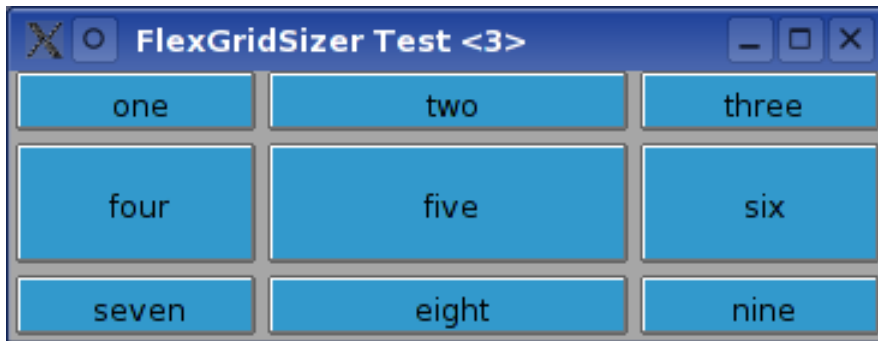 FlexGridSizer Test <3>
one two three
four five six
seven eight nine